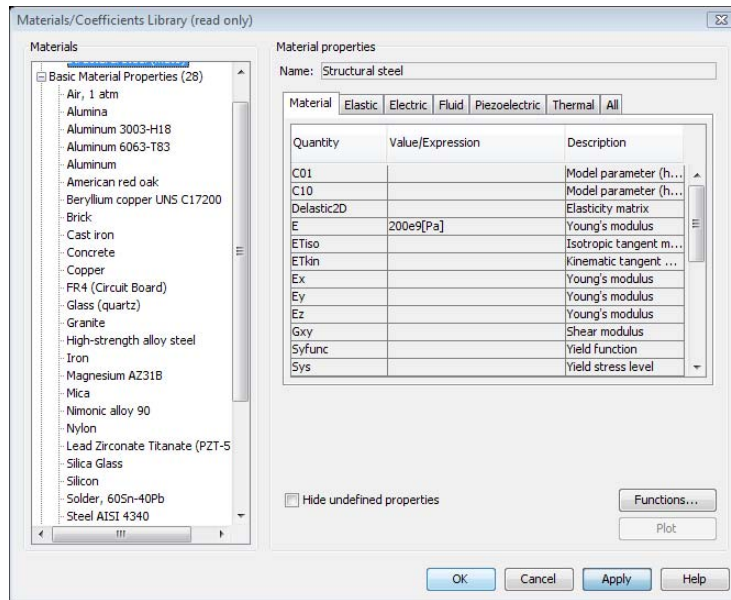 Materials/Coefficients Library (read only)
Materials
Basic Material Properties (28)
Air, 1 atm
Alumina
Aluminum 3003-H18
Aluminum 6063-T83
Aluminum
American red oak
Beryllium copper UNS C17200
Brick
Cast iron
Concrete
Copper
FR4 (Circuit Board)
Glass (quartz)
Granite
High-strength alloy steel
Iron
Magnesium AZ31B
Mica
Nimonic alloy 90
Nylon
Lead Zirconate Titanate (PZT-5
Silica Glass
Silicon
Solder, 60Sn-40Pb
Steel AISI 4340
Material properties
Name: Structural steel
Material Elastic Electric Fluid Piezoelectric Thermal All
Quantity Value/Expression Description
C01 Model parameter (h...
C10 Model parameter (h...
Delastic2D Elasticity matrix
E 200e9[Pa] Young's modulus
ETiso Isotropic tangent m...
ETkin Kinematic tangent ...
Ex Young's modulus
Ey Young's modulus
Ez Young's modulus
Gxy Shear modulus
Syfunc Yield function
Sys Yield stress level
Hide undefined properties
Functions...
Plot
OK Cancel Apply Help